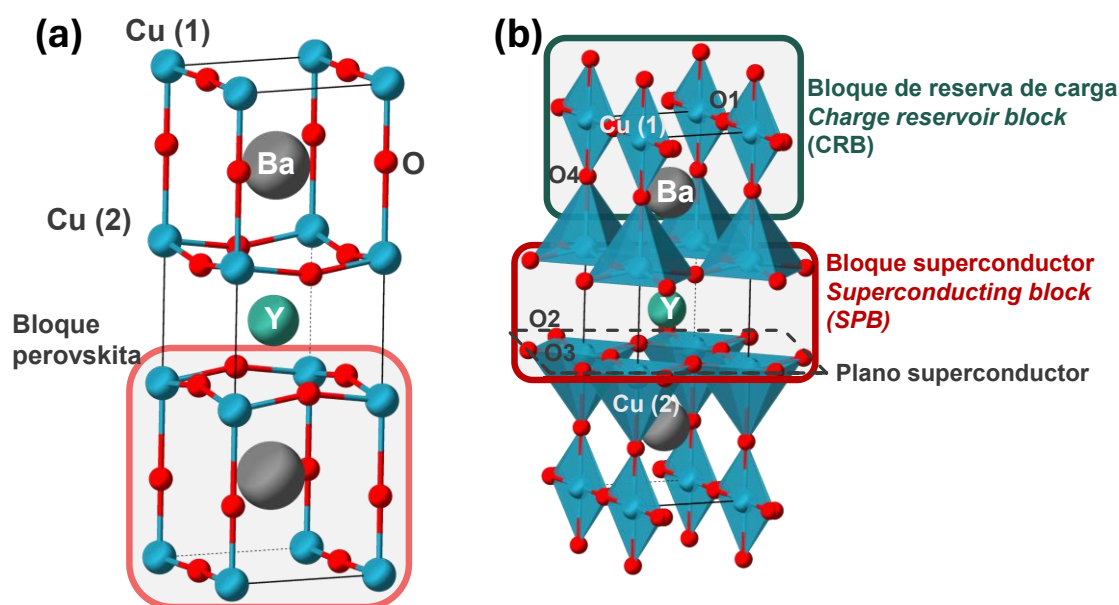 (a)
Cu (1)
Ba
O
Cu (2)
Y
Bloque
perovskita
(b)
Bloque de reserva de carga
Charge reservoir block
(CRB)
O1
Cu (1)
O4
Ba
Bloque superconductor
Superconducting block
(SPB)
Y
O2
O3
Plano superconductor
Cu (2)